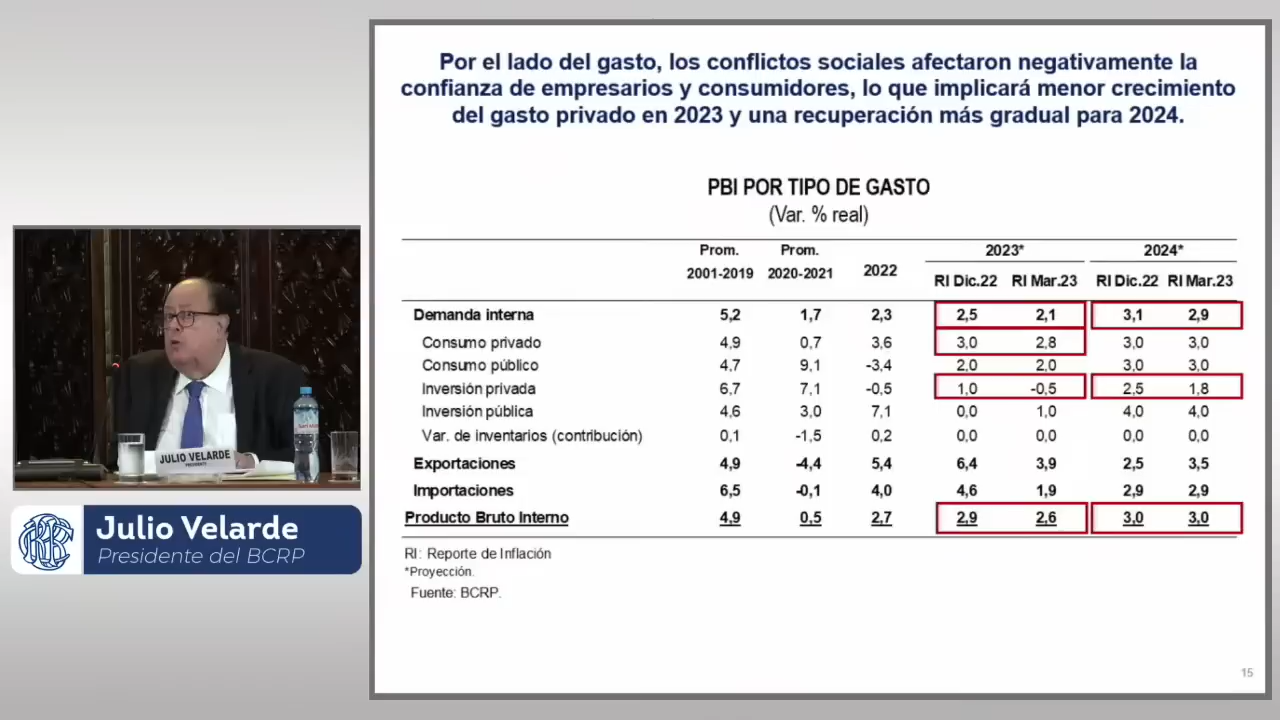 Por el lado del gasto, los conflictos sociales afectaron negativamente la
confianza de empresarios y consumidores, lo que implicará menor crecimiento
del gasto privado en 2023 y una recuperación más gradual para 2024.
PBI POR TIPO DE GASTO
(Var. % real)
Prom. Prom. 2023* 2024*
2001-2019 2020-2021 2022 RI Dic.22 RI Mar.23 RI Dic.22 RI Mar.23
Demanda interna 5,2 1,7 2,3 2,5 2,1 3,1 2,9
Consumo privado 4,9 0,7 3,6 3,0 2,8 3,0 3,0
Consumo público 4,7 9,1 -3,4 2,0 2,0 3,0 3,0
Inversión privada 6,7 7,1 -0,5 1,0 -0,5 2,5 1,8
Inversión pública 4,6 3,0 7,1 0,0 1,0 4,0 4,0
Var. de inventarios (contribución) 0,1 -1,5 0,2 0,0 0,0 0,0 0,0
Exportaciones 4,9 -4,4 5,4 6,4 3,9 2,5 3,5
Importaciones 6,5 -0,1 4,0 4,6 1,9 2,9 2,9
Producto Bruto Interno 4,9 0,5 2,7 2,9 2,6 3,0 3,0
RI: Reporte de Inflación
*Proyección.
Fuente: BCRP.
15
JULIO VELARDE
PRESIDENTE
Julio Velarde
Presidente del BCRP